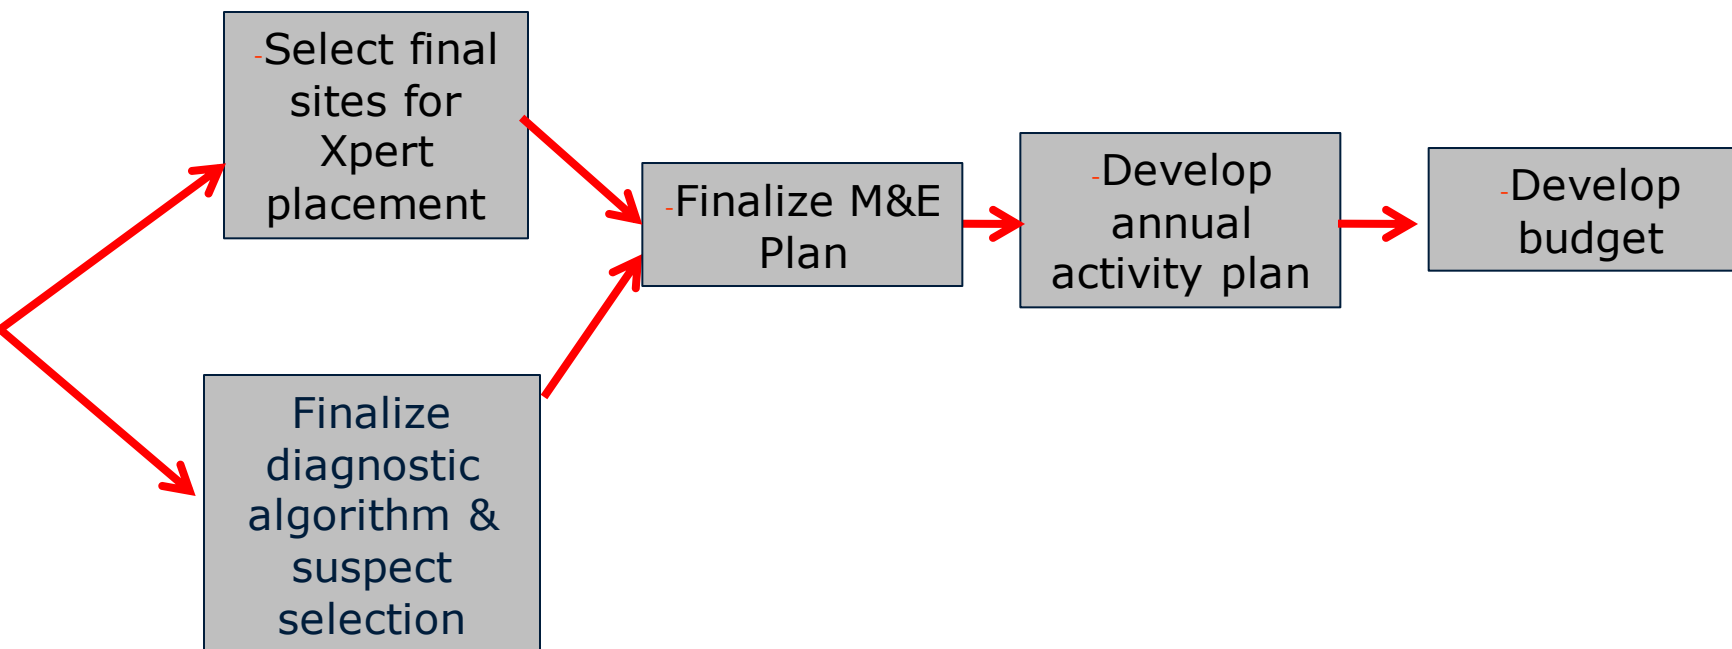 -Select final
sites for
Xpert
placement
Finalize
diagnostic
algorithm &
suspect
selection
-Finalize M&E
Plan
-Develop
annual
activity plan
-Develop
budget